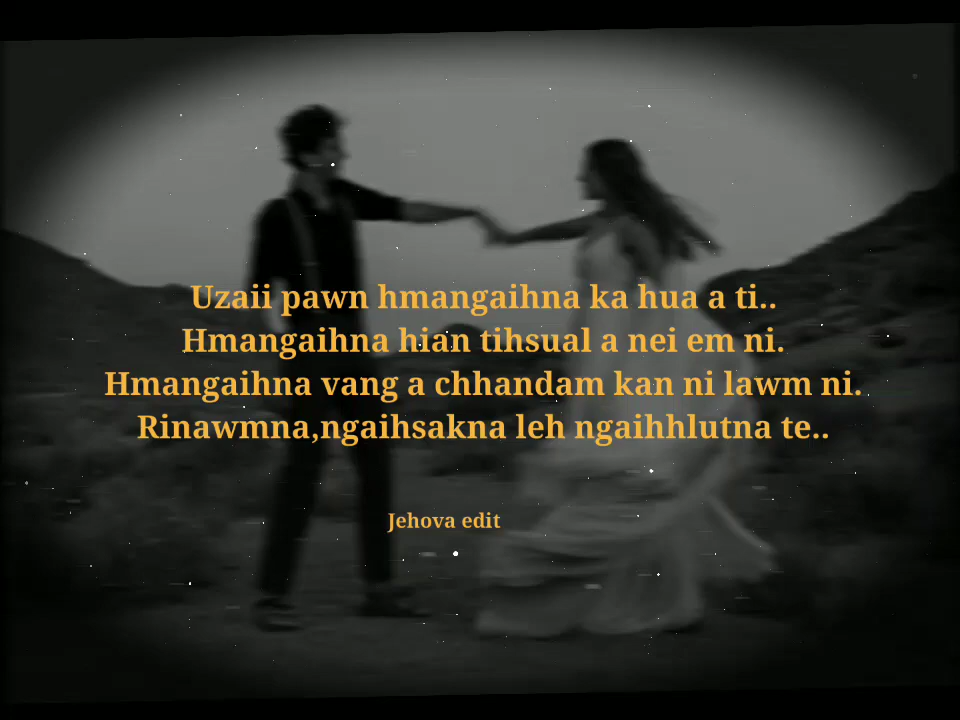 Uzaii pawn hmangaihna ka hua a ti..
Hmangaihna hian tihsual a nei em ni.
Hmangaihna vang a chhandam kan ni lawm ni.
Rinawmna,ngaihsakna leh ngaihhlutna te..
Jehova edit